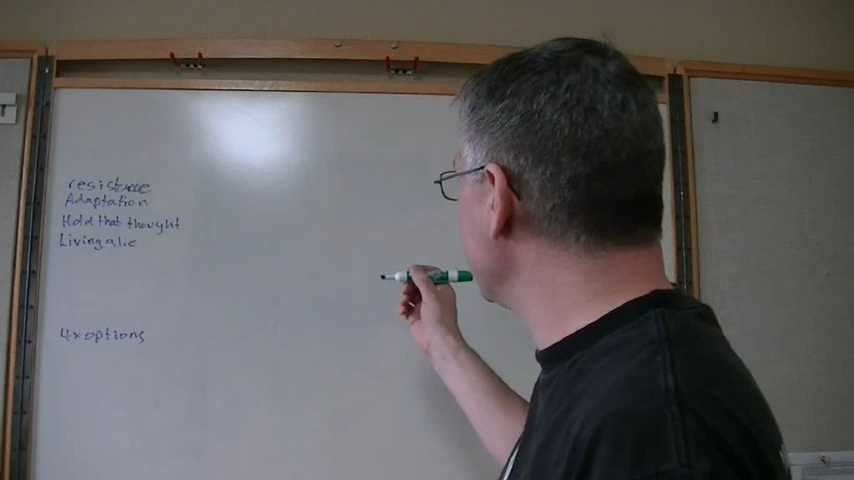 resistance
Adaptation
Hold that thought
Living a lie
4x options